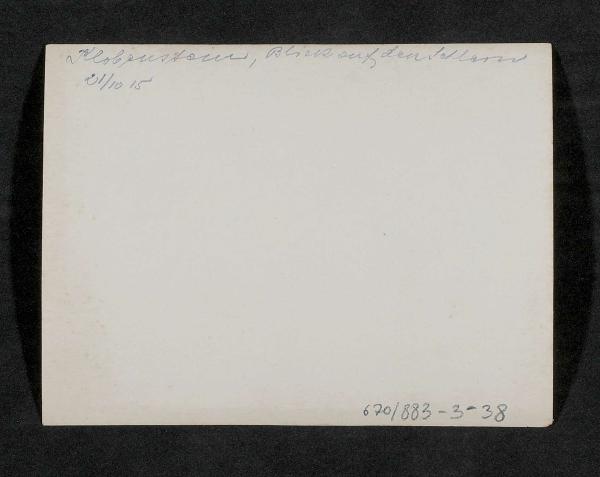 Klobenstein, Blick auf den Schlern
21/10 15
670/883-3-38